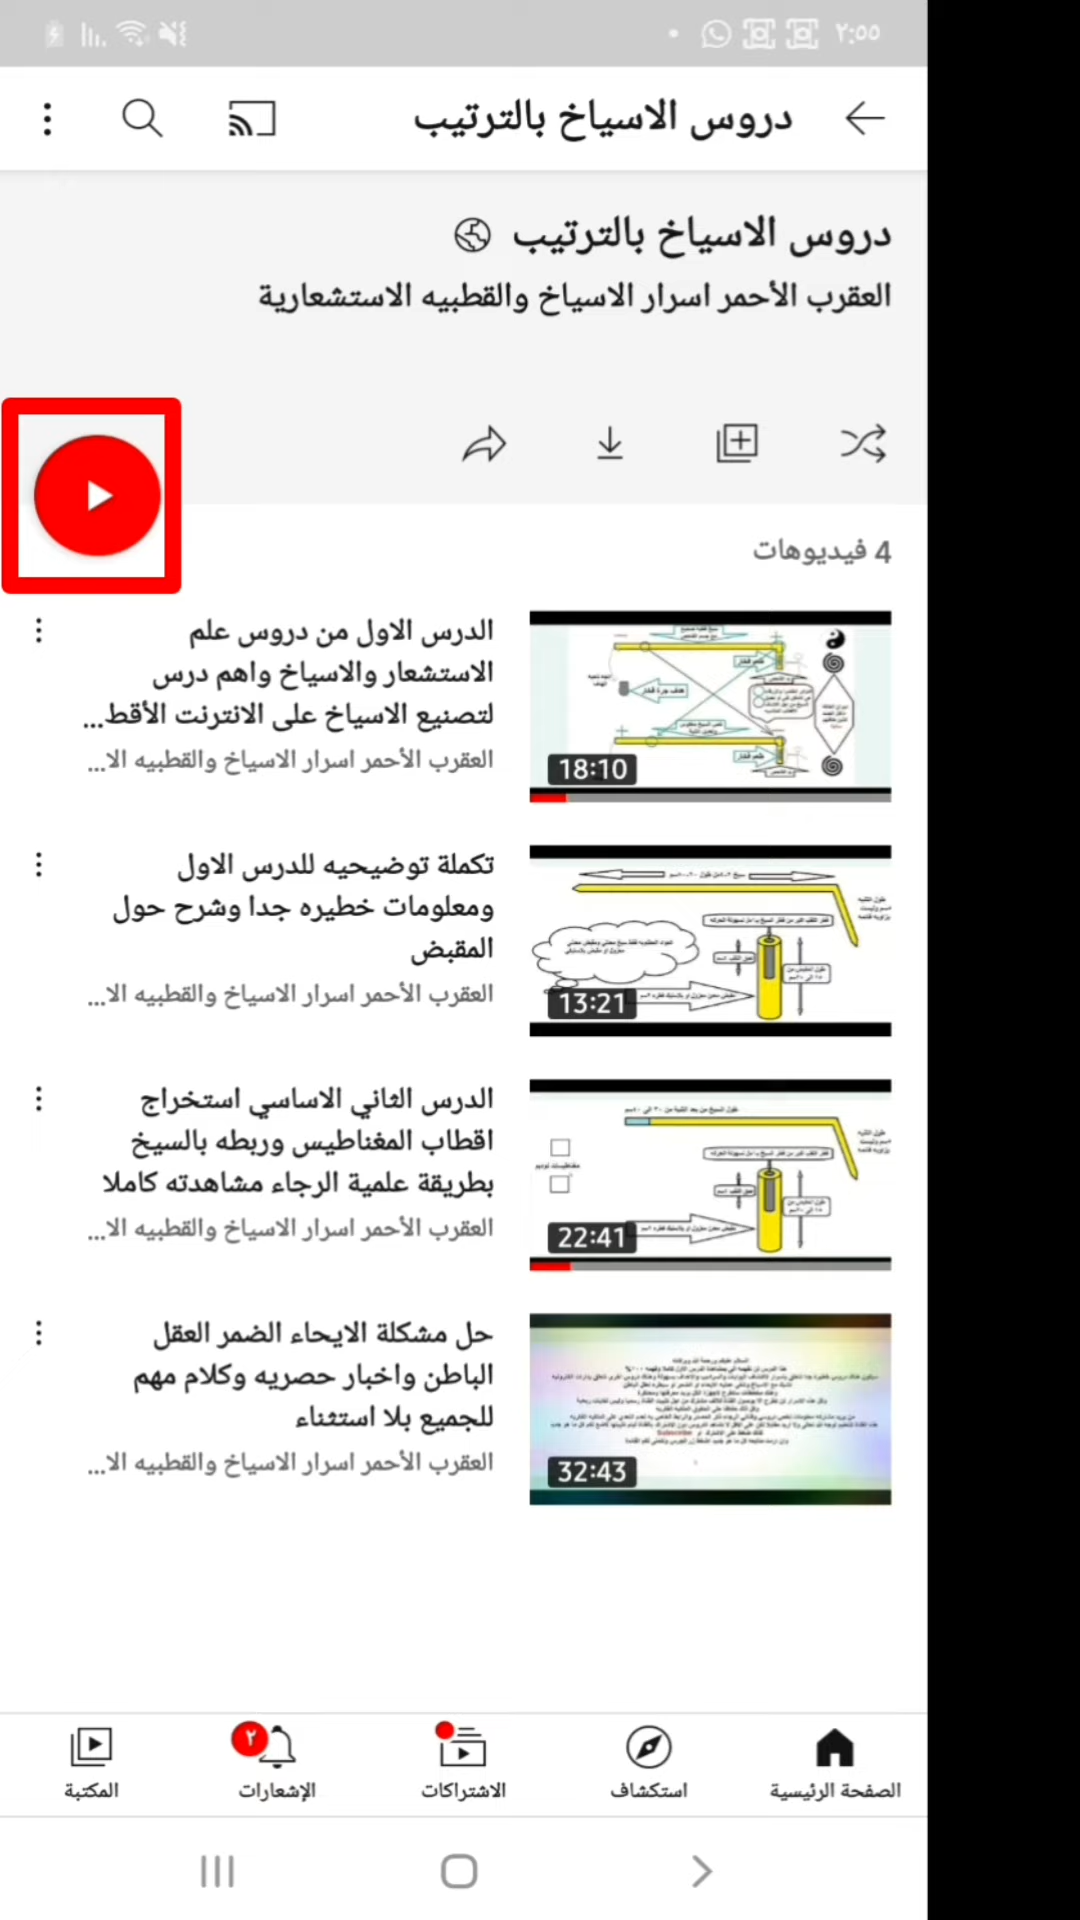 ٢:٥٥
دروس الاسياخ بالترتيب
دروس الاسياخ بالترتيب
العقرب الأحمر اسرار الاسياخ والقطبيه الاستشعارية
4 فيديوهات
الدرس الاول من دروس علم
الاستشعار والاسياخ واهم درس
لتصنيع الاسياخ على الانترنت الأقط...
العقرب الأحمر اسرار الاسياخ والقطبيه الا...
18:10
تكملة توضيحيه للدرس الاول
ومعلومات خطيره جدا وشرح حول
المقبض
العقرب الأحمر اسرار الاسياخ والقطبيه الا...
13:21
الدرس الثاني الاساسي استخراج
اقطاب المغناطيس وربطه بالسيخ
بطريقة علمية الرجاء مشاهدته كاملا
العقرب الأحمر اسرار الاسياخ والقطبيه الا...
22:41
حل مشكلة الايحاء الضمر العقل
الباطن واخبار حصريه وكلام مهم
للجميع بلا استثناء
العقرب الأحمر اسرار الاسياخ والقطبيه الا...
32:43
الصفحة الرئيسية
استكشاف
الاشتراكات
٢
الإشعارات
المكتبة